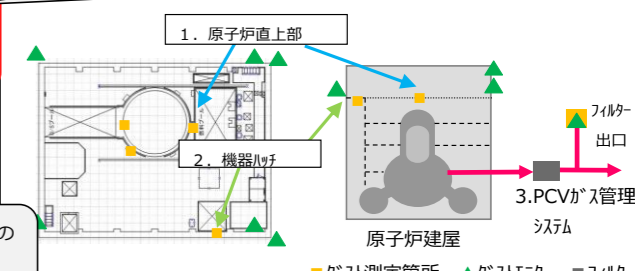 1．原子炉直上部
2．機器ﾊｯﾁ
の
原子炉建屋
ﾌｨﾙﾀｰ
出口
3.PCVｶﾞｽ管理
ｼｽﾃﾑ